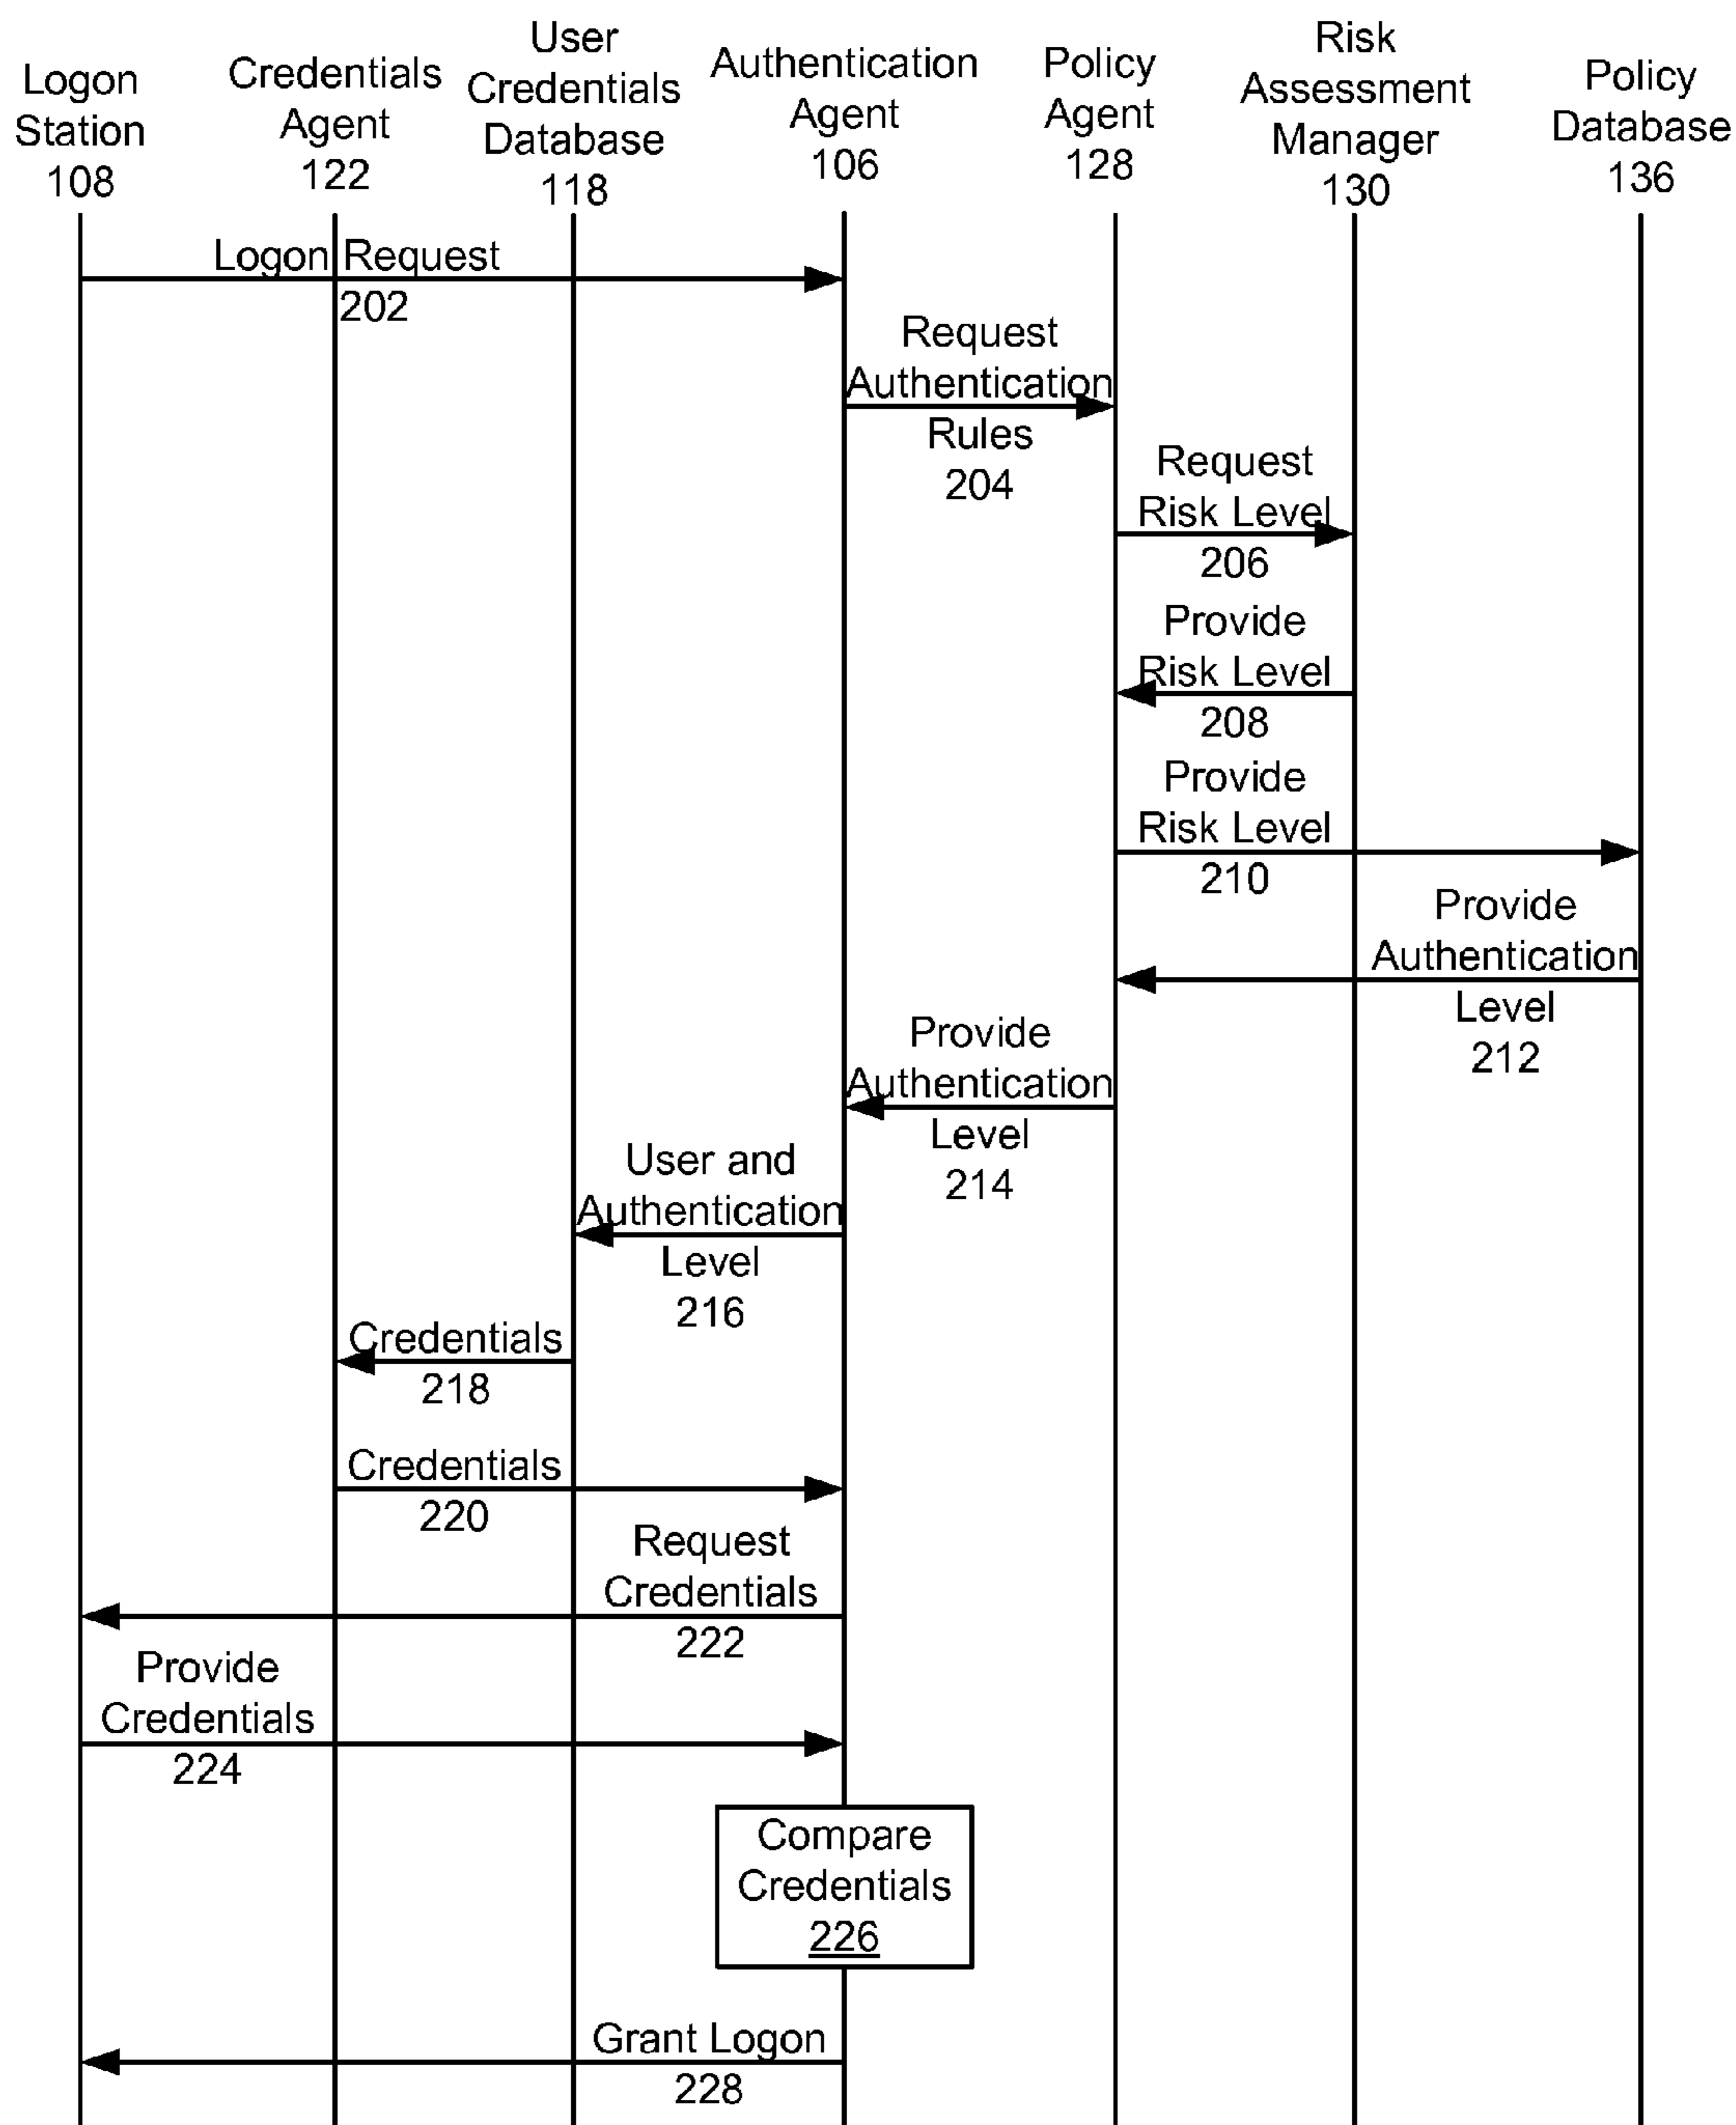 Logon
Station
108
Credentials
Agent
122
User
Credentials
Database
118
Authentication
Agent
106
Policy
Agent
128
Risk
Assessment
Manager
130
Policy
Database
136
Logon Request
202
Request
Authentication
Rules
204
Request
Risk Level
206
Provide
Risk Level
208
Provide
Risk Level
210
Provide
Authentication
Level
212
Provide
Authentication
Level
214
User and
Authentication
Level
216
Credentials
218
Credentials
220
Request
Credentials
222
Provide
Credentials
224
Compare
Credentials
226
Grant Logon
228